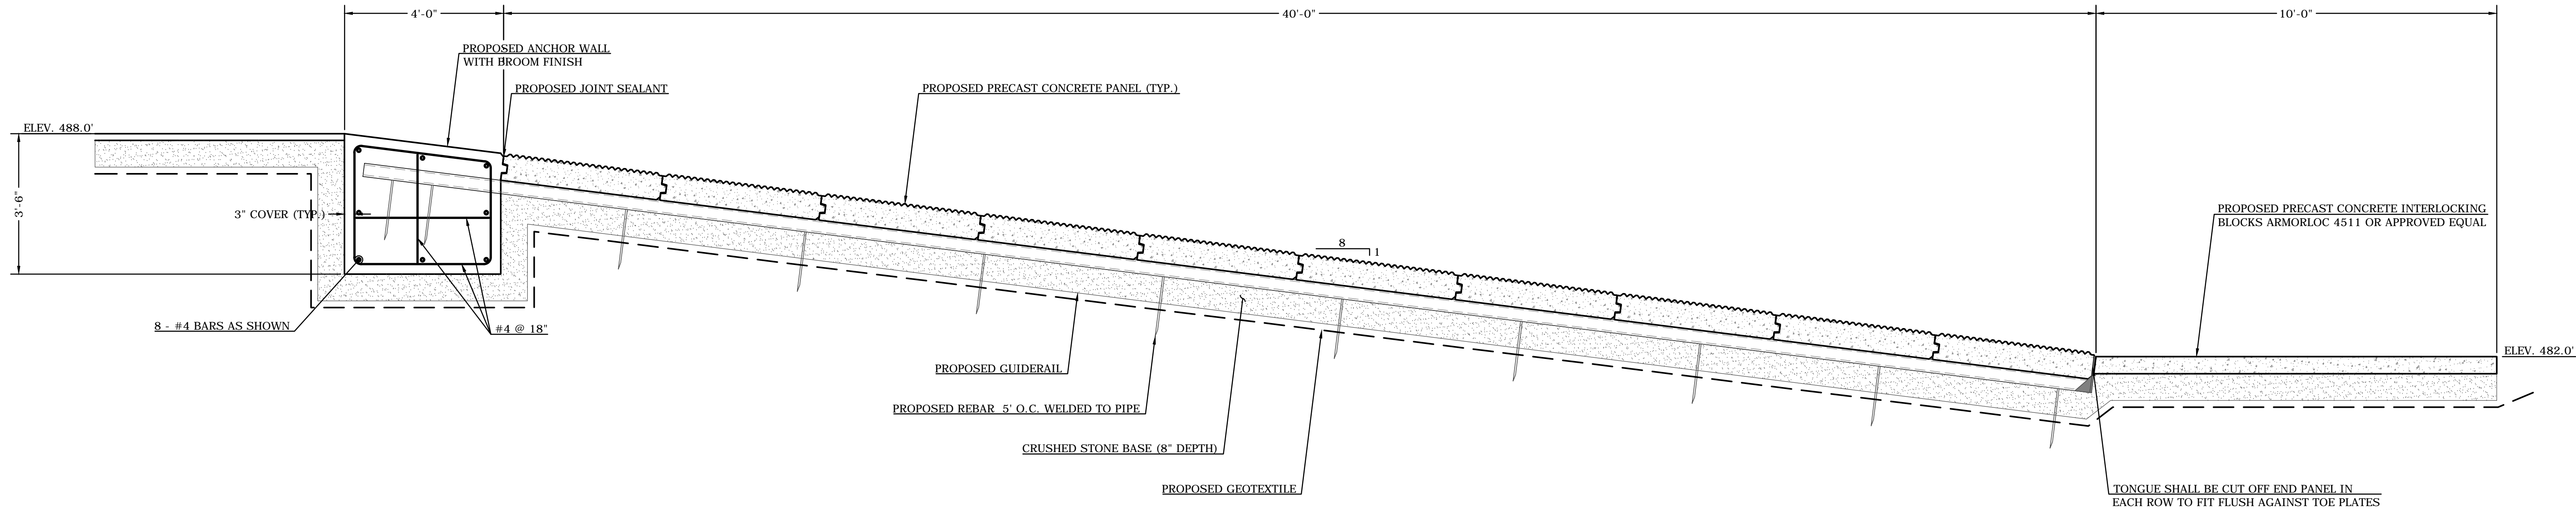 4'-0"
40'-0"
10'-0"
PROPOSED ANCHOR WALL
WITH BROOM FINISH
PROPOSED JOINT SEALANT
PROPOSED PRECAST CONCRETE PANEL (TYP.)
ELEV. 488.0'
3'-6"
3" COVER (TYP.)
PROPOSED PRECAST CONCRETE INTERLOCKING
BLOCKS ARMORLOC 4511 OR APPROVED EQUAL
8
1
8 - #4 BARS AS SHOWN
#4 @ 18"
ELEV. 482.0'
PROPOSED GUIDERAIL
PROPOSED REBAR 5' O.C. WELDED TO PIPE
CRUSHED STONE BASE (8" DEPTH)
PROPOSED GEOTEXTILE
TONGUE SHALL BE CUT OFF END PANEL IN
EACH ROW TO FIT FLUSH AGAINST TOE PLATES